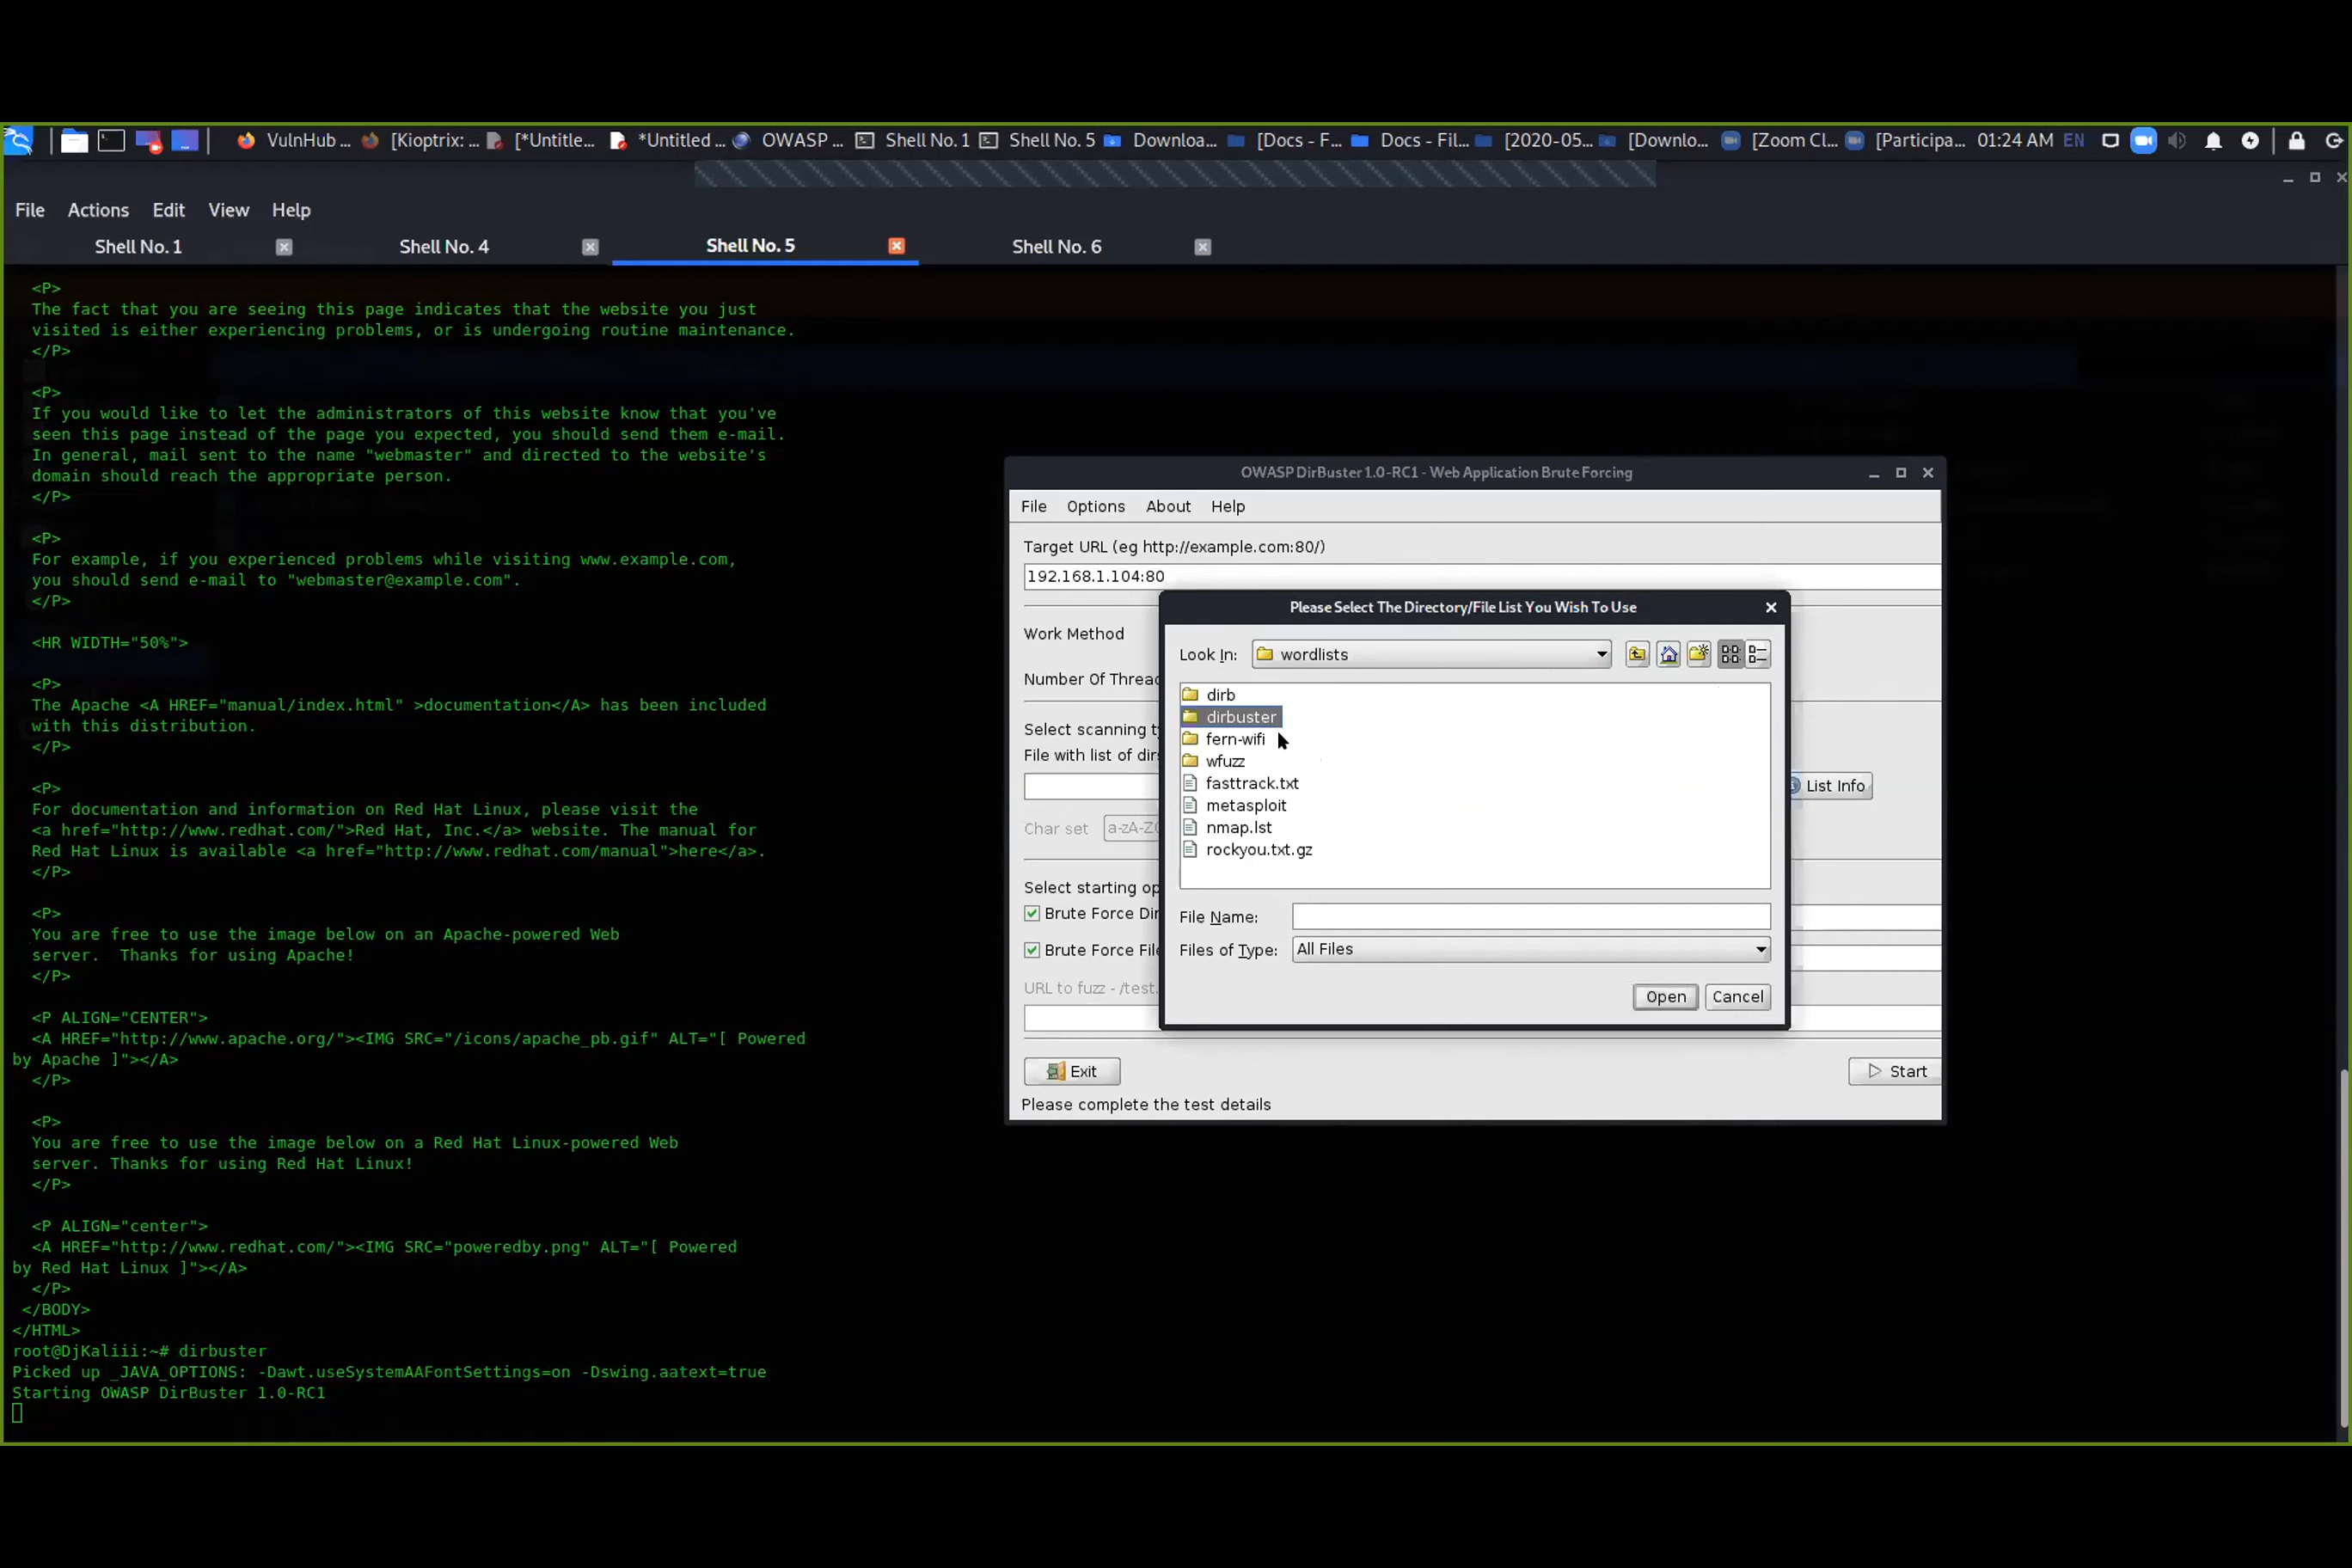 VulnHub ...
[Kioptrix: ...
[*Untitle...
*Untitled ...
OWASP ...
Shell No. 1
Shell No. 5
Downloa...
[Docs - F...
Docs - Fil...
[2020-05...
[Downlo...
[Zoom Cl...
[Participa...
01:24 AM
EN
File Actions Edit View Help
Shell No. 1
Shell No. 4
Shell No. 5
Shell No. 6
<P>
The fact that you are seeing this page indicates that the website you just
visited is either experiencing problems, or is undergoing routine maintenance.
</P>
<P>
If you would like to let the administrators of this website know that you've
seen this page instead of the page you expected, you should send them e-mail.
In general, mail sent to the name "webmaster" and directed to the website's
domain should reach the appropriate person.
</P>
<P>
For example, if you experienced problems while visiting www.example.com,
you should send e-mail to "webmaster@example.com".
</P>
<HR WIDTH="50%">
<P>
The Apache <A HREF="manual/index.html" >documentation</A> has been included
with this distribution.
</P>
<P>
For documentation and information on Red Hat Linux, please visit the
<a href="http://www.redhat.com/">Red Hat, Inc.</a> website. The manual for
Red Hat Linux is available <a href="http://www.redhat.com/manual">here</a>.
</P>
<P>
You are free to use the image below on an Apache-powered Web
server.  Thanks for using Apache!
</P>
<P ALIGN="CENTER">
<A HREF="http://www.apache.org/"><IMG SRC="/icons/apache_pb.gif" ALT="[ Powered
by Apache ]"></A>
</P>
<P>
You are free to use the image below on a Red Hat Linux-powered Web
server. Thanks for using Red Hat Linux!
</P>
<P ALIGN="center">
<A HREF="http://www.redhat.com/"><IMG SRC="poweredby.png" ALT="[ Powered
by Red Hat Linux ]"></A>
</P>
</BODY>
</HTML>
root@DjKaliii:~# dirbuster
Picked up _JAVA_OPTIONS: -Dawt.useSystemAAFontSettings=on -Dswing.aatext=true
Starting OWASP DirBuster 1.0-RC1
OWASP DirBuster 1.0-RC1 - Web Application Brute Forcing
File Options About Help
Target URL (eg http://example.com:80/)
192.168.1.104:80
Work Method
Number Of Threa
Select scanning t
File with list of dir
List Info
Char set
a-zA-Z
Select starting op
Brute Force Dir
Brute Force File
URL to fuzz - /test.
Exit
Start
Please complete the test details
Please Select The Directory/File List You Wish To Use
Look In: wordlists
dirb
dirbuster
fern-wifi
wfuzz
fasttrack.txt
metasploit
nmap.lst
rockyou.txt.gz
File Name:
Files of Type: All Files
Open
Cancel